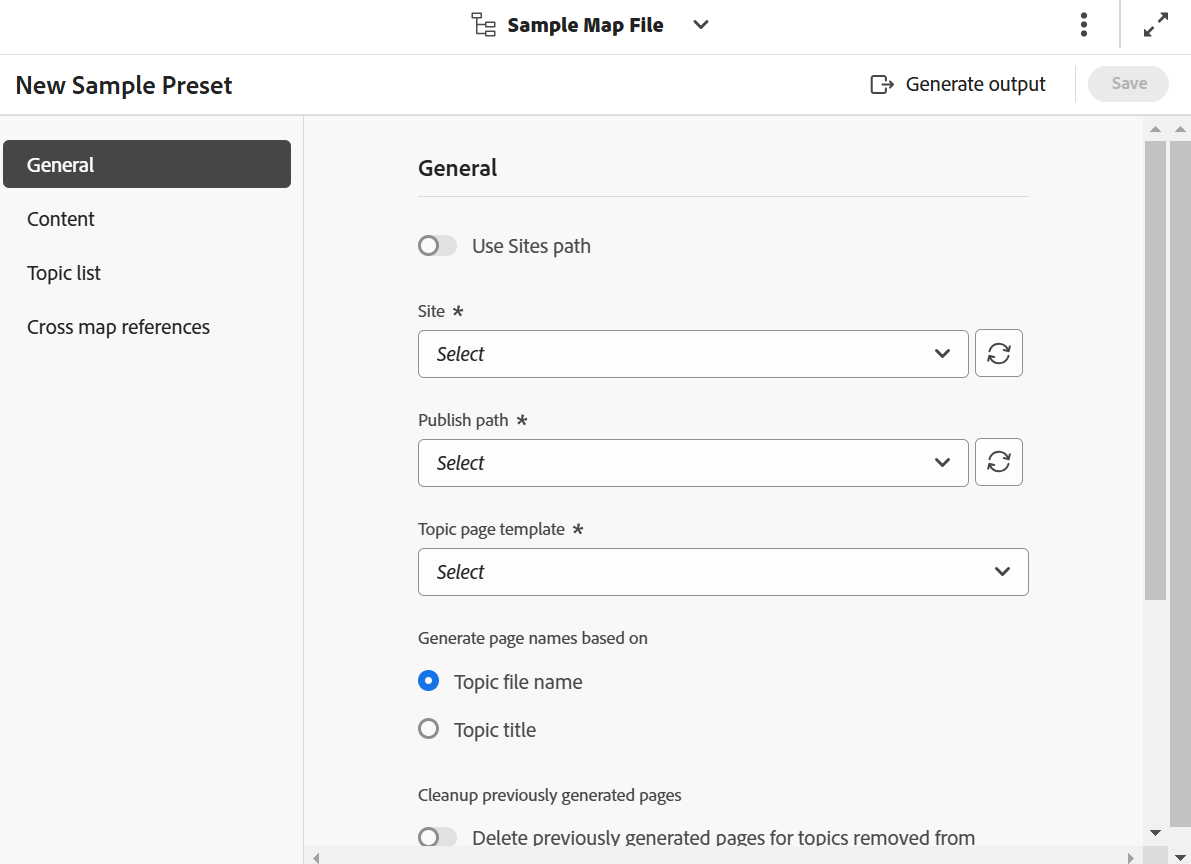 Sample Map File
New Sample Preset
Generate output
Save
General
Content
Topic list
Cross map references
General
Use Sites path
Site *
Select
Publish path *
Select
Topic page template *
Select
Generate page names based on
Topic file name
Topic title
Cleanup previously generated pages
Delete previously generated pages for topics removed from